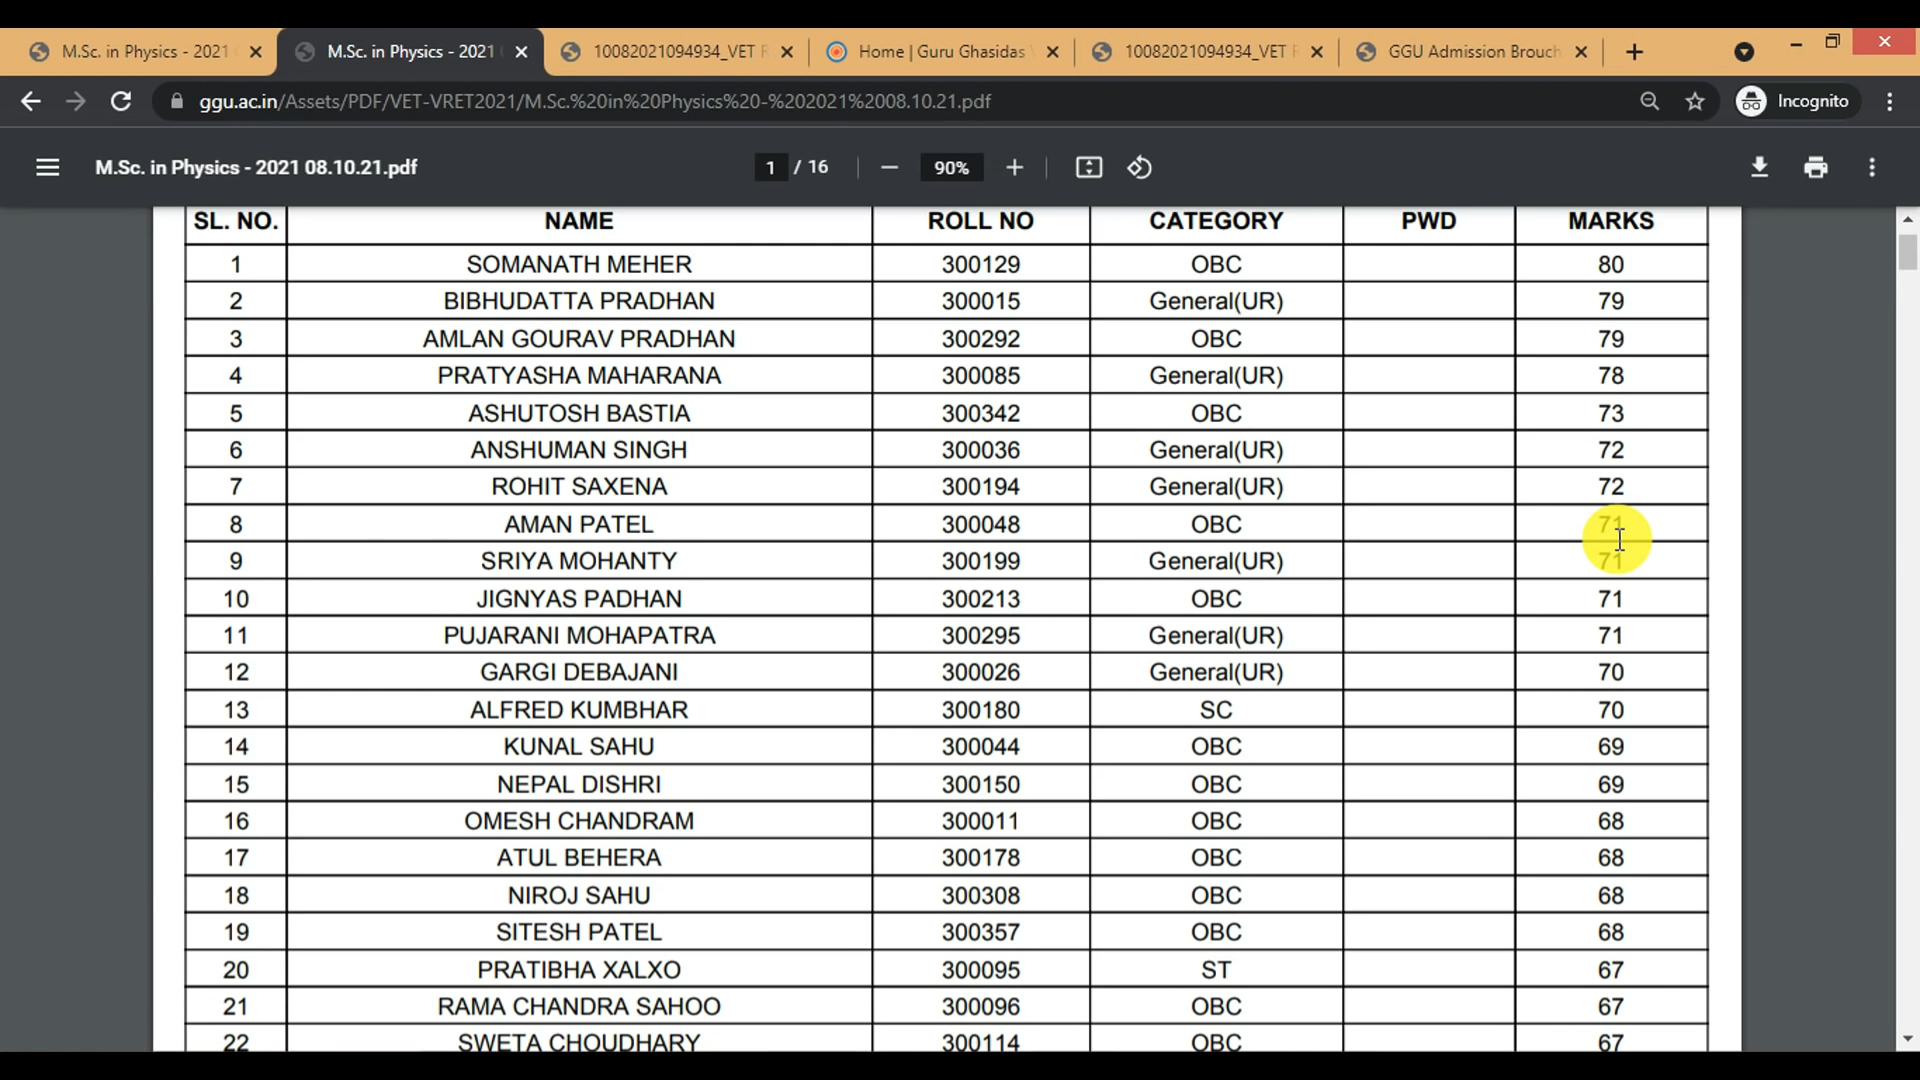 M.Sc. in Physics - 2021
M.Sc. in Physics - 2021
10082021094934_VET
Home | Guru Ghasidas
10082021094934_VET
GGU Admission Brouch
ggu.ac.in/Assets/PDF/VET-VRET2021/M.Sc.%20in%20Physics%20-%202021%2008.10.21.pdf
Incognito
M.Sc. in Physics - 2021 08.10.21.pdf
1 / 16
90%
SL. NO. NAME ROLL NO CATEGORY PWD MARKS
1 SOMANATH MEHER 300129 OBC 80
2 BIBHUDATTA PRADHAN 300015 General(UR) 79
3 AMLAN GOURAV PRADHAN 300292 OBC 79
4 PRATYASHA MAHARANA 300085 General(UR) 78
5 ASHUTOSH BASTIA 300342 OBC 73
6 ANSHUMAN SINGH 300036 General(UR) 72
7 ROHIT SAXENA 300194 General(UR) 72
8 AMAN PATEL 300048 OBC 71
9 SRIYA MOHANTY 300199 General(UR) 71
10 JIGNYAS PADHAN 300213 OBC 71
11 PUJARANI MOHAPATRA 300295 General(UR) 71
12 GARGI DEBAJANI 300026 General(UR) 70
13 ALFRED KUMBHAR 300180 SC 70
14 KUNAL SAHU 300044 OBC 69
15 NEPAL DISHRI 300150 OBC 69
16 OMESH CHANDRAM 300011 OBC 68
17 ATUL BEHERA 300178 OBC 68
18 NIROJ SAHU 300308 OBC 68
19 SITESH PATEL 300357 OBC 68
20 PRATIBHA XALXO 300095 ST 67
21 RAMA CHANDRA SAHOO 300096 OBC 67
22 SWETA CHOUDHARY 300114 OBC 67